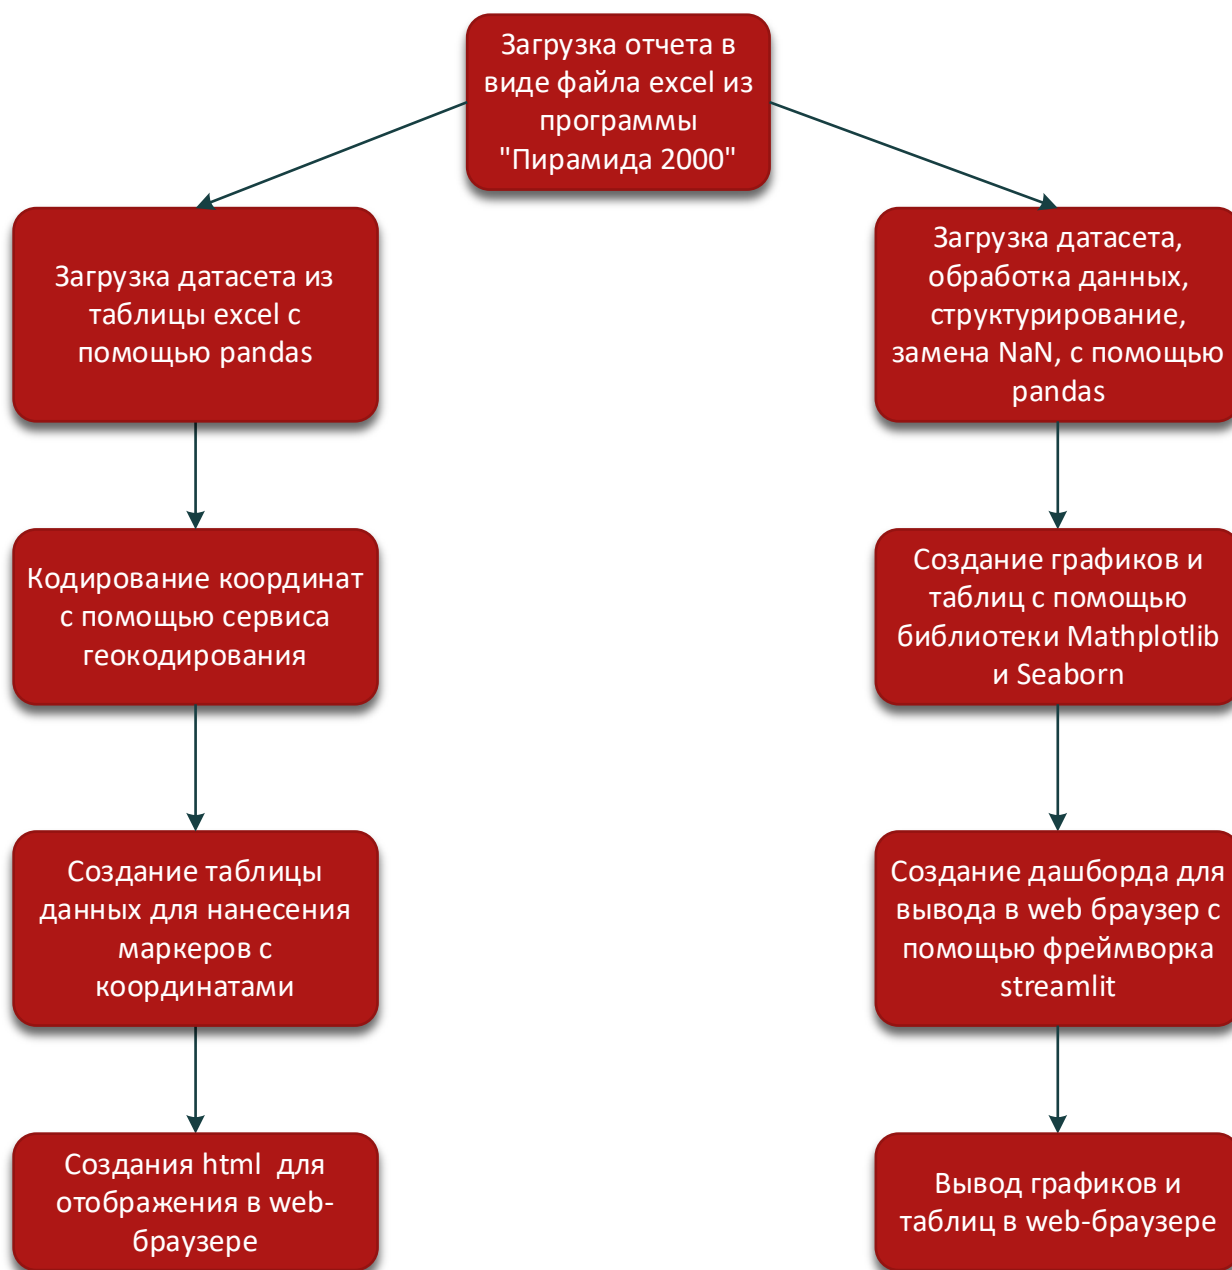 Загрузка отчета в
виде файла excel из
программы
"Пирамида 2000"
Загрузка датасета из
таблицы excel с
помощью pandas
Кодирование координат
с помощью сервиса
геокодирования
Создание таблицы
данных для нанесения
маркеров с
координатами
Создания html для
отображения в web-
браузере
Загрузка датасета,
обработка данных,
структурирование,
замена NaN, с помощью
pandas
Создание графиков и
таблиц с помощью
библиотеки Mathplotlib
и Seaborn
Создание дашборда для
вывода в web браузер с
помощью фреймворка
streamlit
Вывод графиков и
таблиц в web-браузере